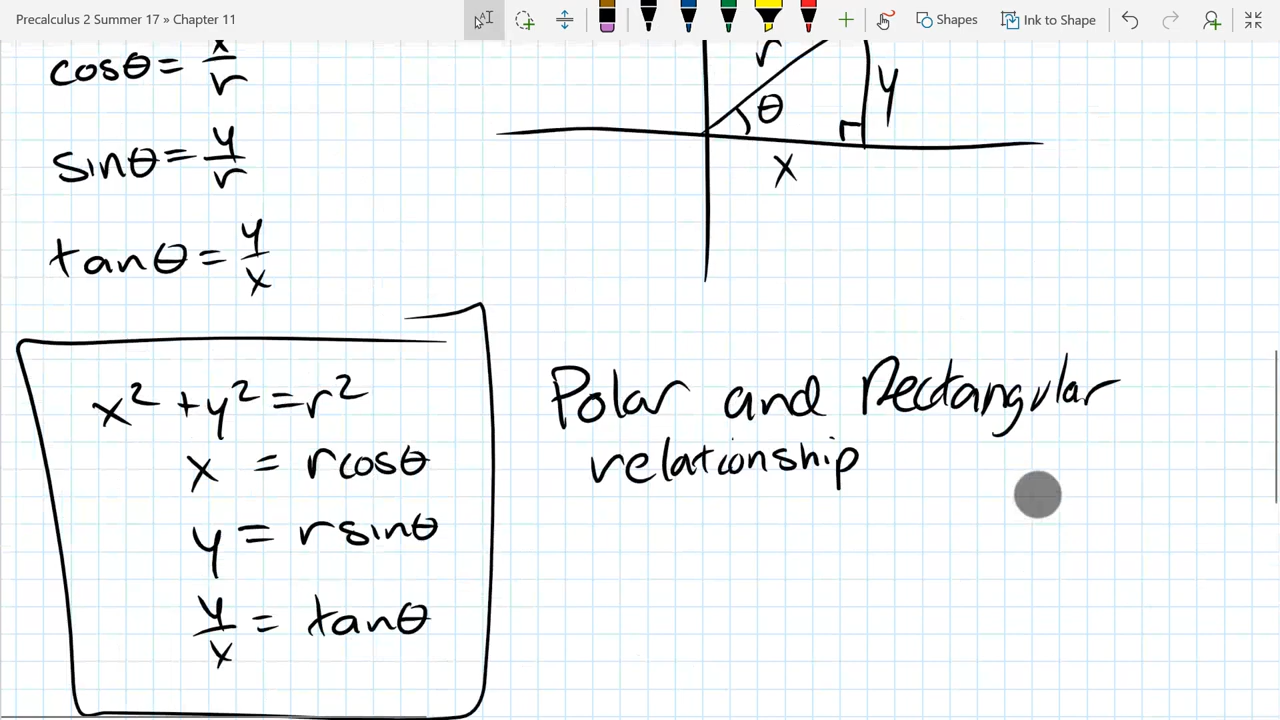 Precalculus 2 Summer 17 » Chapter 11
Shapes
Ink to Shape
cosθ = x/r
sinθ = y/r
tanθ = y/x
r
θ
y
x
x² + y² = r²
x = rcosθ
y = rsinθ
y/x = tanθ
Polar and Rectangular
relationship